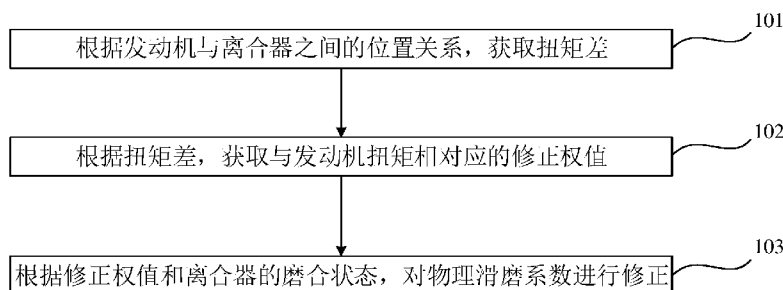 101
根据发动机与离合器之间的位置关系，获取扭矩差
102
根据扭矩差，获取与发动机扭矩相对应的修正权值
103
根据修正权值和离合器的磨合状态，对物理滑磨系数进行修正